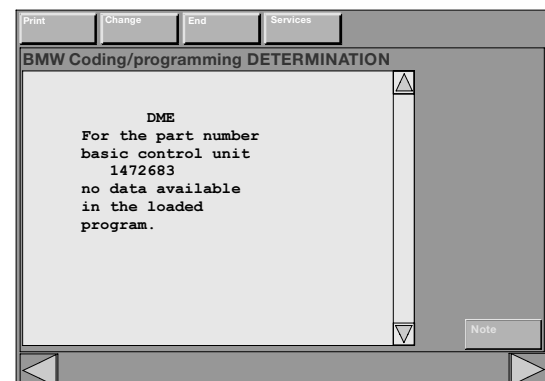 Print Change End Services
BMW Coding/programming DETERMINATION
DME
For the part number
basic control unit
1472683
no data available
in the loaded
program.
Note